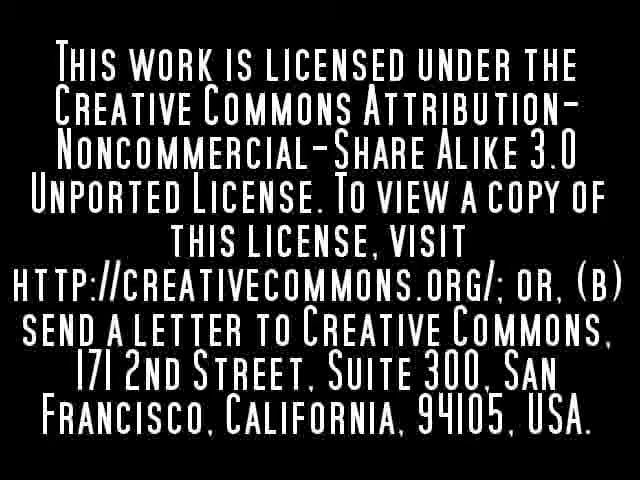 This work is licensed under the
Creative Commons Attribution-
Noncommercial-Share Alike 3.0
Unported License. To view a copy of
this license, visit
http://creativecommons.org/; or, (b)
send a letter to Creative Commons,
171 2nd Street, Suite 300, San
Francisco, California, 94105, USA.